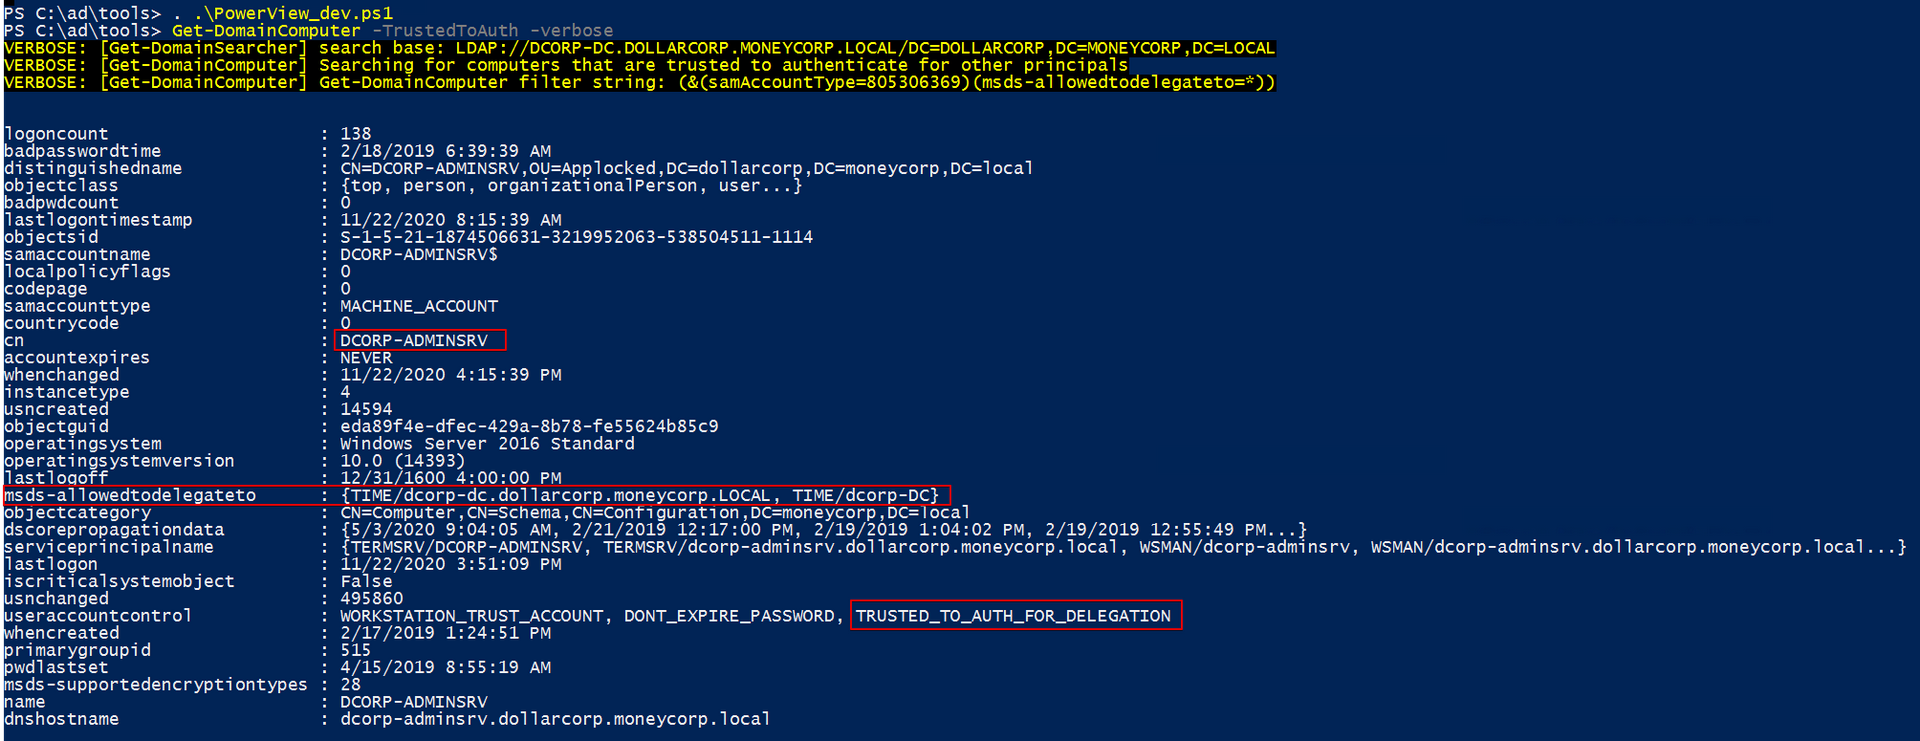 PS C:\ad\tools> . .\PowerView_dev.ps1
PS C:\ad\tools> Get-DomainComputer -TrustedToAuth -verbose
VERBOSE: [Get-DomainSearcher] search base: LDAP://DCORP-DC.DOLLARCORP.MONEYCORP.LOCAL/DC=DOLLARCORP,DC=MONEYCORP,DC=LOCAL
VERBOSE: [Get-DomainComputer] Searching for computers that are trusted to authenticate for other principals
VERBOSE: [Get-DomainComputer] Get-DomainComputer filter string: (&(samAccountType=805306369)(msds-allowedtodelegateto=*))
logoncount : 138
badpasswordtime : 2/18/2019 6:39:39 AM
distinguishedname : CN=DCORP-ADMINSRV,OU=Applocked,DC=dollarcorp,DC=moneycorp,DC=local
objectclass : {top, person, organizationalPerson, user...}
badpwdcount : 0
lastlogontimestamp : 11/22/2020 8:15:39 AM
objectsid : S-1-5-21-1874506631-3219952063-538504511-1114
samaccountname : DCORP-ADMINSRV$
localpolicyflags : 0
codepage : 0
samaccounttype : MACHINE_ACCOUNT
countrycode : 0
cn : DCORP-ADMINSRV
accountexpires : NEVER
whenchanged : 11/22/2020 4:15:39 PM
instancetype : 4
usncreated : 14594
objectguid : eda89f4e-dfec-429a-8b78-fe55624b85c9
operatingsystem : Windows Server 2016 Standard
operatingsystemversion : 10.0 (14393)
lastlogoff : 12/31/1600 4:00:00 PM
msds-allowedtodelegateto : {TIME/dcorp-dc.dollarcorp.moneycorp.LOCAL, TIME/dcorp-DC}
objectcategory : CN=Computer,CN=Schema,CN=Configuration,DC=moneycorp,DC=local
dscorepropagationdata : {5/3/2020 9:04:05 AM, 2/21/2019 12:17:00 PM, 2/19/2019 1:04:02 PM, 2/19/2019 12:55:49 PM...}
serviceprincipalname : {TERMSRV/DCORP-ADMINSRV, TERMSRV/dcorp-adminsrv.dollarcorp.moneycorp.local, WSMAN/dcorp-adminsrv, WSMAN/dcorp-adminsrv.dollarcorp.moneycorp.local...}
lastlogon : 11/22/2020 3:51:09 PM
iscriticalsystemobject : False
usnchanged : 495860
useraccountcontrol : WORKSTATION_TRUST_ACCOUNT, DONT_EXPIRE_PASSWORD, TRUSTED_TO_AUTH_FOR_DELEGATION
whencreated : 2/17/2019 1:24:51 PM
primarygroupid : 515
pwdlastset : 4/15/2019 8:55:19 AM
msds-supportedencryptiontypes : 28
name : DCORP-ADMINSRV
dnshostname : dcorp-adminsrv.dollarcorp.moneycorp.local